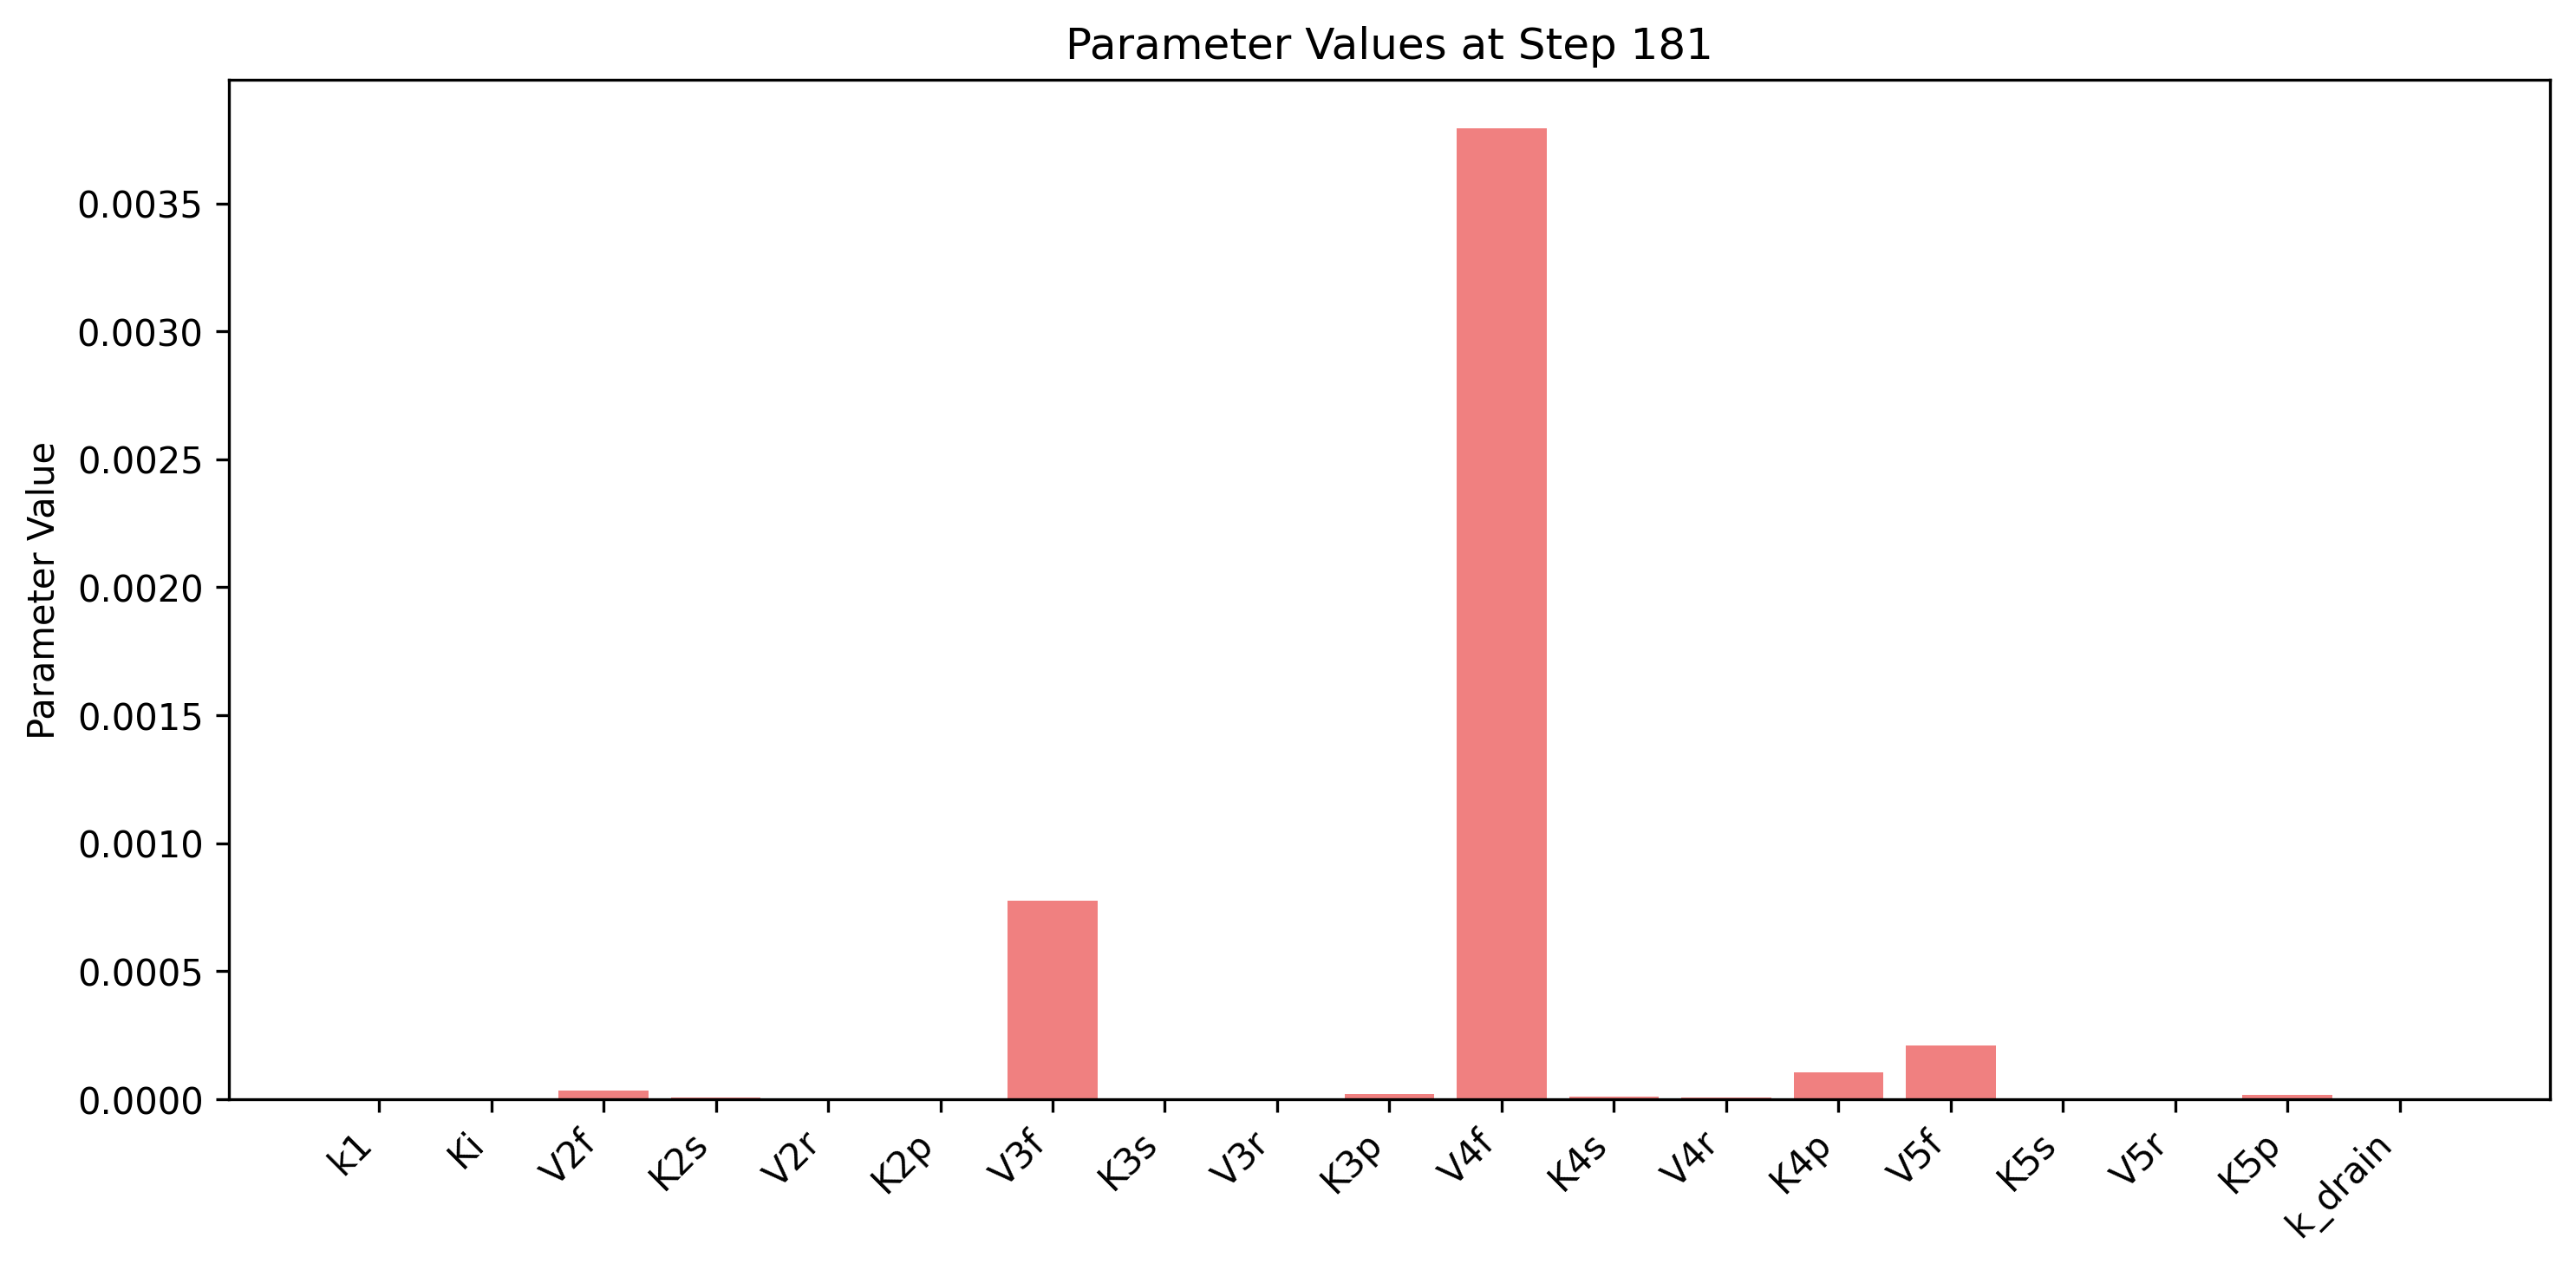 Parameter Values at Step 181
Parameter Value
0.0035
0.0030
0.0025
0.0020
0.0015
0.0010
0.0005
0.0000
k1
Ki
V2f
K2s
V2r
K2p
V3f
K3s
V3r
K3p
V4f
K4s
V4r
K4p
V5f
K5s
V5r
K5p
k_drain